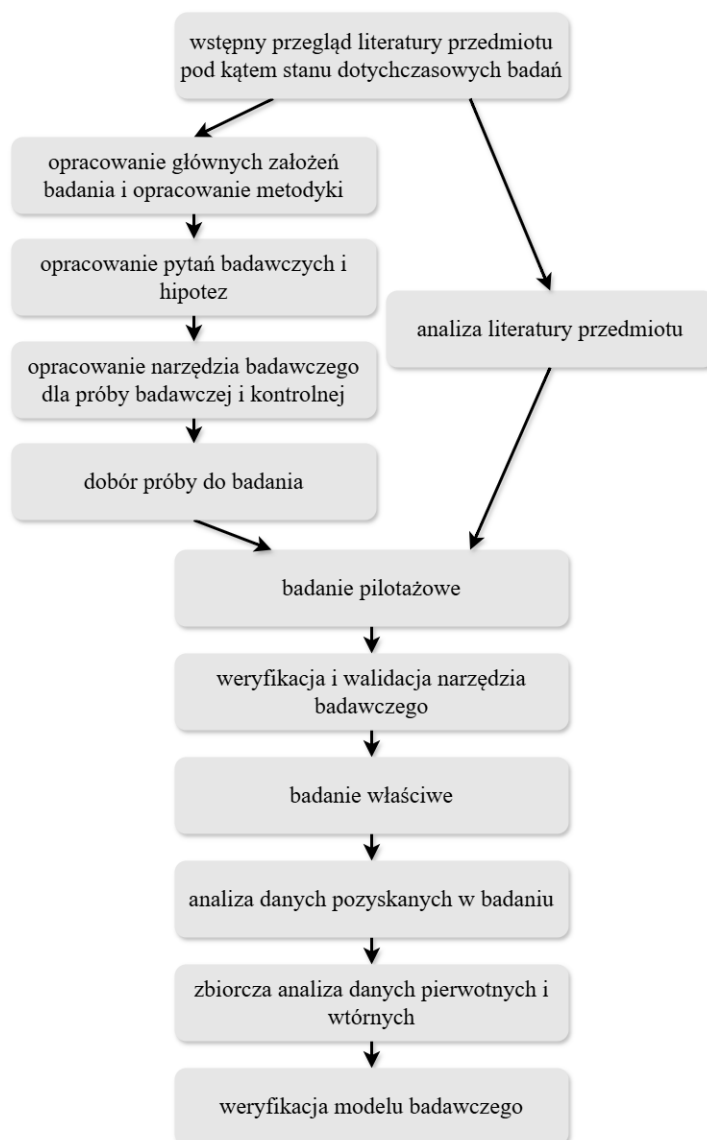 wstępny przegląd literatury przedmiotu
pod kątem stanu dotychczasowych badań
opracowanie głównych założeń
badania i opracowanie metodyki
opracowanie pytań badawczych i
hipotez
opracowanie narzędzia badawczego
dla próby badawczej i kontrolnej
dobór próby do badania
analiza literatury przedmiotu
badanie pilotażowe
weryfikacja i walidacja narzędzia
badawczego
badanie właściwe
analiza danych pozyskanych w badaniu
zbiorcza analiza danych pierwotnych i
wtórnych
weryfikacja modelu badawczego